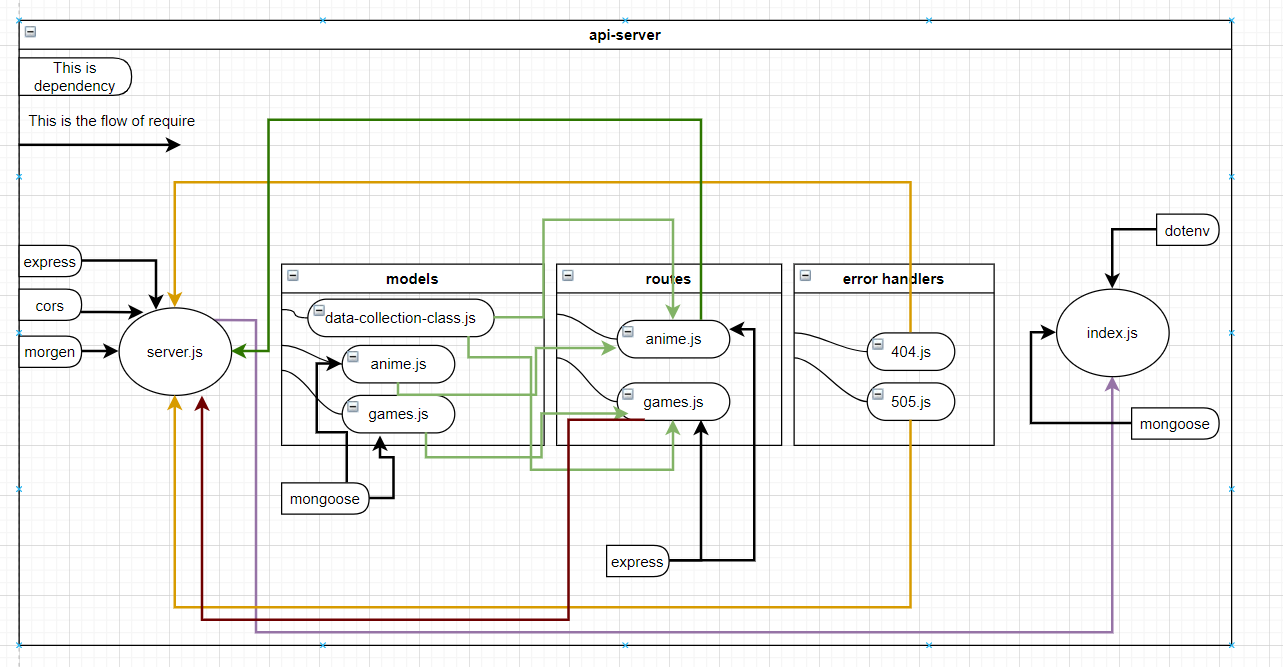 api-server
This is
dependency
This is the flow of require
express
cors
morgen
server.js
models
data-collection-class.js
anime.js
games.js
mongoose
routes
anime.js
games.js
express
error handlers
404.js
505.js
dotenv
index.js
mongoose